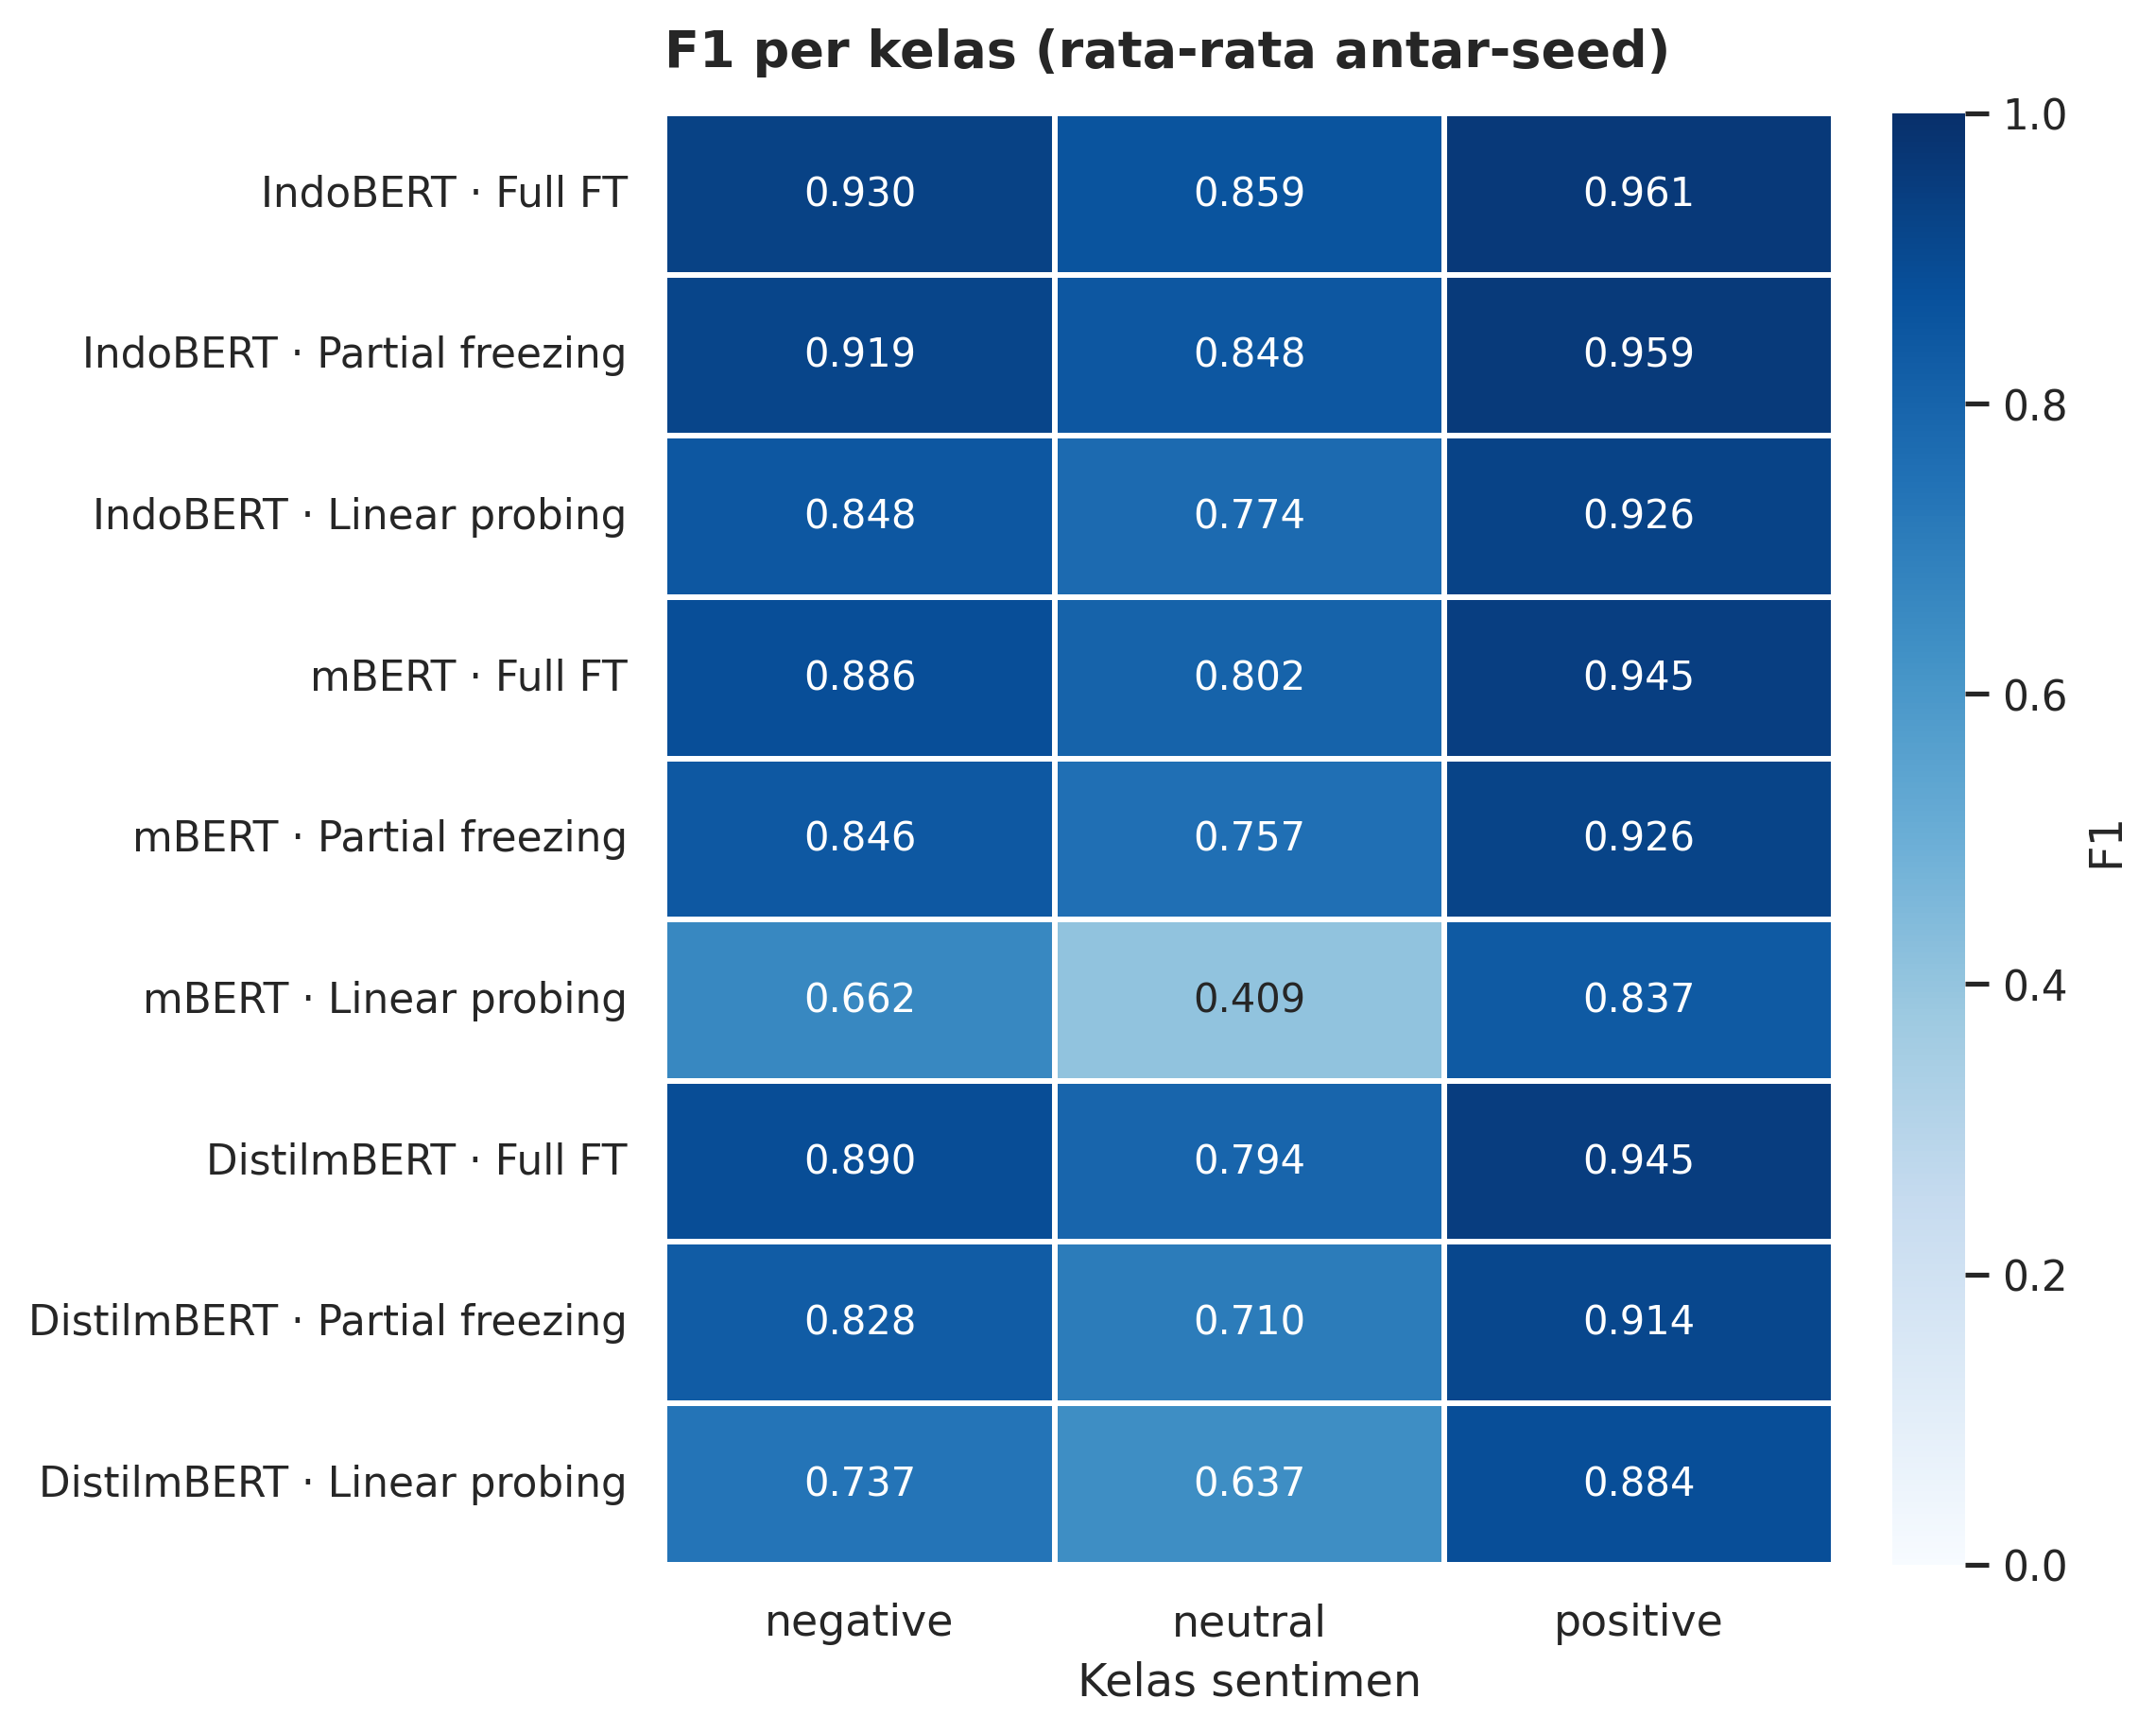 F1 per kelas (rata-rata antar-seed)
IndoBERT · Full FT 0.930 0.859 0.961
IndoBERT · Partial freezing 0.919 0.848 0.959
IndoBERT · Linear probing 0.848 0.774 0.926
mBERT · Full FT 0.886 0.802 0.945
mBERT · Partial freezing 0.846 0.757 0.926
mBERT · Linear probing 0.662 0.409 0.837
DistilmBERT · Full FT 0.890 0.794 0.945
DistilmBERT · Partial freezing 0.828 0.710 0.914
DistilmBERT · Linear probing 0.737 0.637 0.884
negative neutral positive
Kelas sentimen
1.0
0.8
0.6
0.4
0.2
0.0
F1